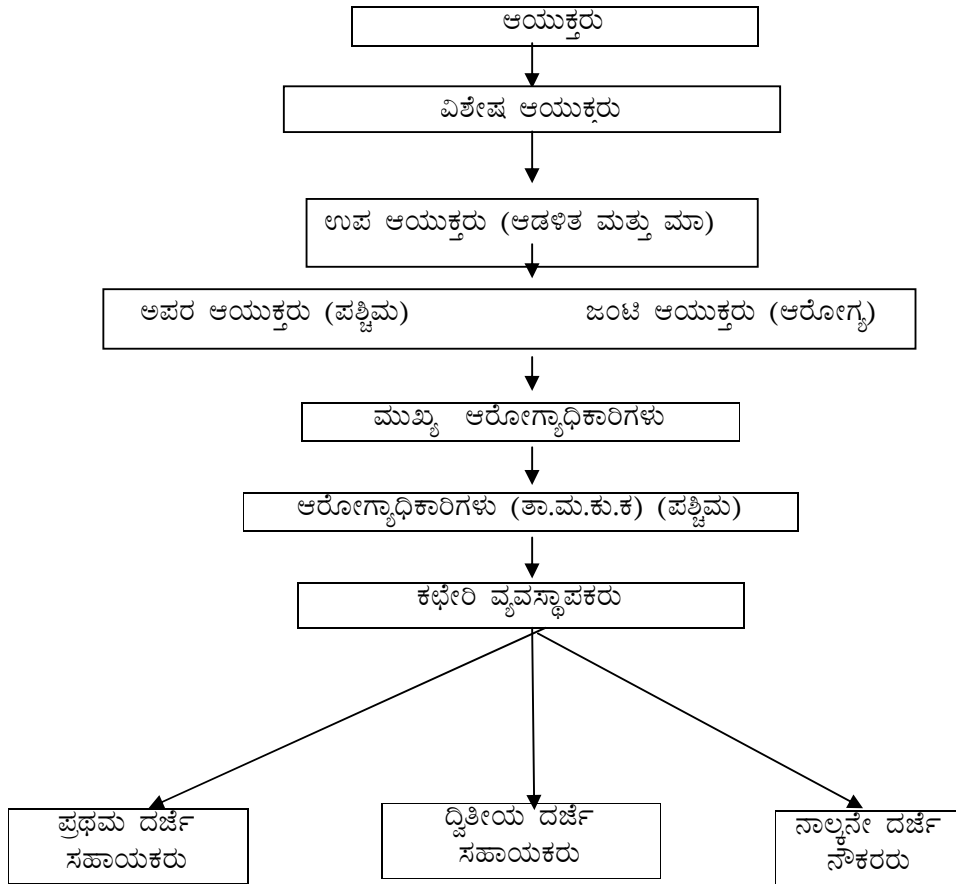 ಆಯುಕ್ತರು
ವಿಶೇಷ ಆಯುಕ್ತರು
ಉಪ ಆಯುಕ್ತರು (ಆಡಳಿತ ಮತ್ತು ಮಾ)
ಅಪರ ಆಯುಕ್ತರು (ಪಶ್ಚಿಮ) ಜಂಟಿ ಆಯುಕ್ತರು (ಆರೋಗ್ಯ)
ಮುಖ್ಯ ಆರೋಗ್ಯಾಧಿಕಾರಿಗಳು
ಆರೋಗ್ಯಾಧಿಕಾರಿಗಳು (ತಾ.ಮ.ಕು.ಕ) (ಪಶ್ಚಿಮ)
ಕಛೇರಿ ವ್ಯವಸ್ಥಾಪಕರು
ಪ್ರಥಮ ದರ್ಜೆ
ಸಹಾಯಕರು
ದ್ವಿತೀಯ ದರ್ಜೆ
ಸಹಾಯಕರು
ನಾಲ್ಕನೇ ದರ್ಜೆ
ನೌಕರರು